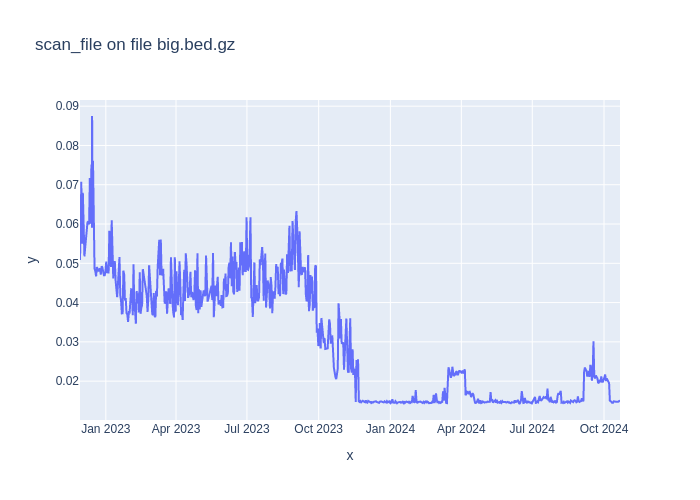 scan_file on file big.bed.gz
0.09
0.08
0.07
0.06
0.05
0.04
0.03
0.02
y
Jan 2023 Apr 2023 Jul 2023 Oct 2023 Jan 2024 Apr 2024 Jul 2024 Oct 2024
x